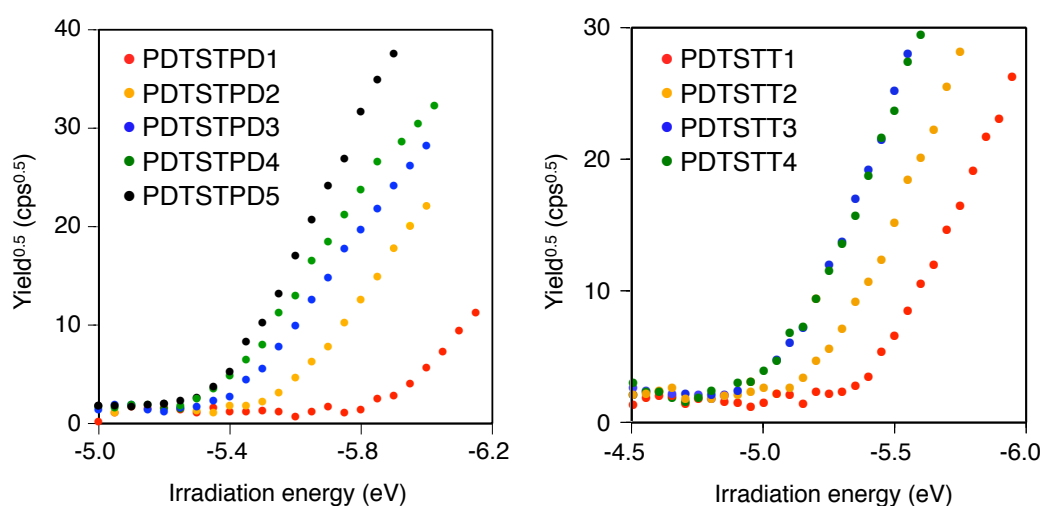 40
30
20
10
0
Yield0.5 (cps0.5)
PDTSTPD1
PDTSTPD2
PDTSTPD3
PDTSTPD4
PDTSTPD5
-5.0
-5.4
-5.8
-6.2
Irradiation energy (eV)
30
20
10
0
Yield0.5 (cps0.5)
PDTSTT1
PDTSTT2
PDTSTT3
PDTSTT4
-4.5
-5.0
-5.5
-6.0
Irradiation energy (eV)